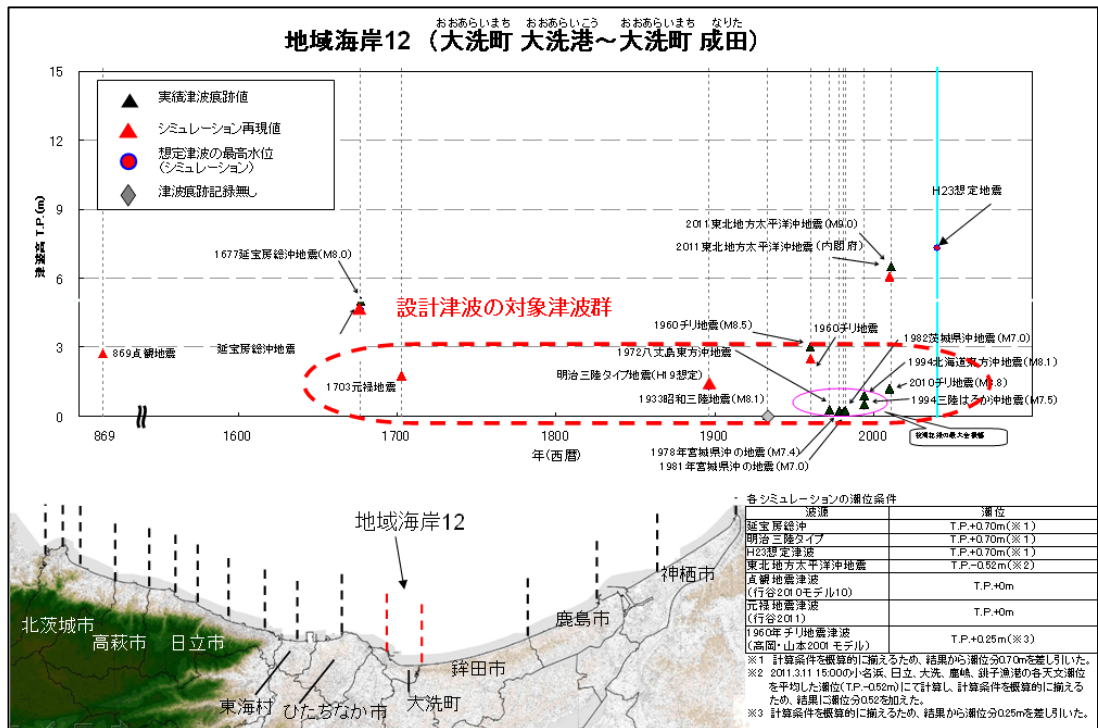 おおあらいまち おおあらいこう おおあらいまち なりた
地域海岸12 （大洗町 大洗港～大洗町 成田）
15
12
9
6
3
0
津波高 T.P.(m)
実績津波痕跡値
シミュレーション再現値
想定津波の最高水位
(シミュレーション)
津波痕跡記録無し
H23想定地震
2011東北地方太平洋沖地震(M9.0)
2011東北地方太平洋沖地震(内閣府)
1677延宝房総沖地震(M8.0)
設計津波の対象津波群
延宝房総沖地震
869点観地震
1703元禄地震
1960チリ地震(M8.5)
1960チリ地震
1982茨城県沖地震(M7.0)
1972八丈島東方沖地震
1994北海道東方沖地震(M8.1)
明治三陸タイプ地震(H19想定)
2010チリ地震(M8.8)
1933昭和三陸地震(M8.1)
1994三陸はるか沖地震(M7.5)
869
1600
1700
1800
1900
2000
年(西暦)
1978年宮城県沖の地震(M7.4)
1981年宮城県沖の地震(M7.0)
地域海岸12
北茨城市
高萩市
日立市
東海村
ひたちなか市
大洗町
鉾田市
鹿島市
神栖市
各シミュレーションの潮位条件
波源 潮位
延宝房総沖 T.P.+0.70m(※1)
明治三陸タイプ T.P.+0.70m(※1)
H23想定津波 T.P.+0.70m(※1)
東北地方太平洋沖地震 T.P.-0.52m(※2)
点観地震津波
(行谷2010モデル10) T.P.+0m
元禄地震津波
(行谷2011) T.P.+0m
1960年チリ地震津波
(高岡・山本2001モデル) T.P.+0.25m(※3)
※1 計算条件を概算的に揃えるため、結果から潮位分0.70mを差し引いた。
※2 2011.3.11 15:00の小名浜、日立、大洗、鹿嶋、銚子漁港の各天文潮位
を平均した潮位(T.P.-0.52m)にて計算し、計算条件を概算的に揃える
ため、結果に潮位分0.52を加えた。
※3 計算条件を概算的に揃えるため、結果から潮位分0.25mを差し引いた。